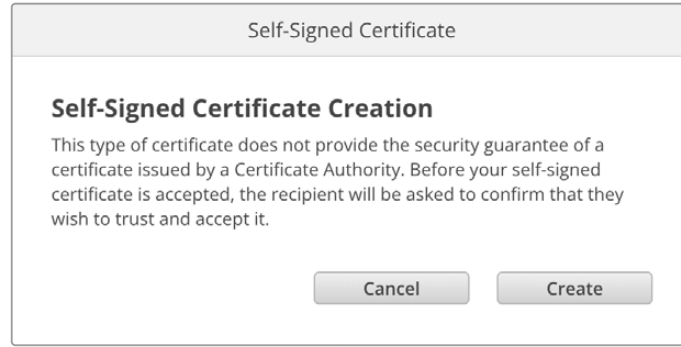 Self-Signed Certificate
Self-Signed Certificate Creation
This type of certificate does not provide the security guarantee of a
certificate issued by a Certificate Authority. Before your self-signed
certificate is accepted, the recipient will be asked to confirm that they
wish to trust and accept it.
Cancel Create